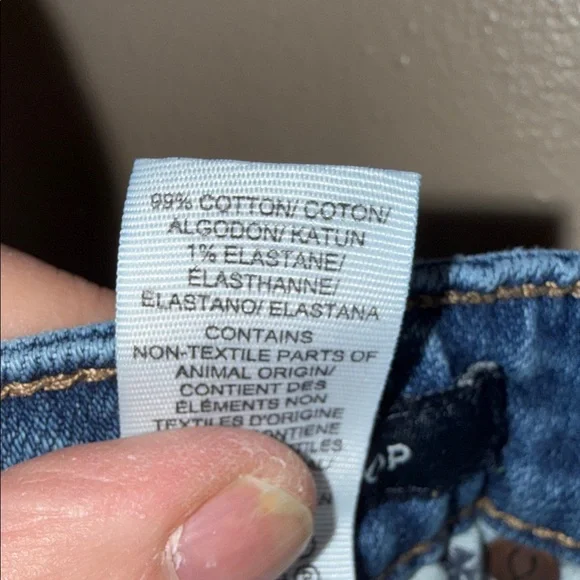 99% COTTON/ COTON/
ALGODÓN/ KATUN
1% ELASTANE/
ÉLASTHANNE/
ELASTANO/ ELASTANA
CONTAINS
NON-TEXTILE PARTS OF
ANIMAL ORIGIN/
CONTIENT DES
ÉLÉMENTS NON
TEXTILES D'ORIGINE